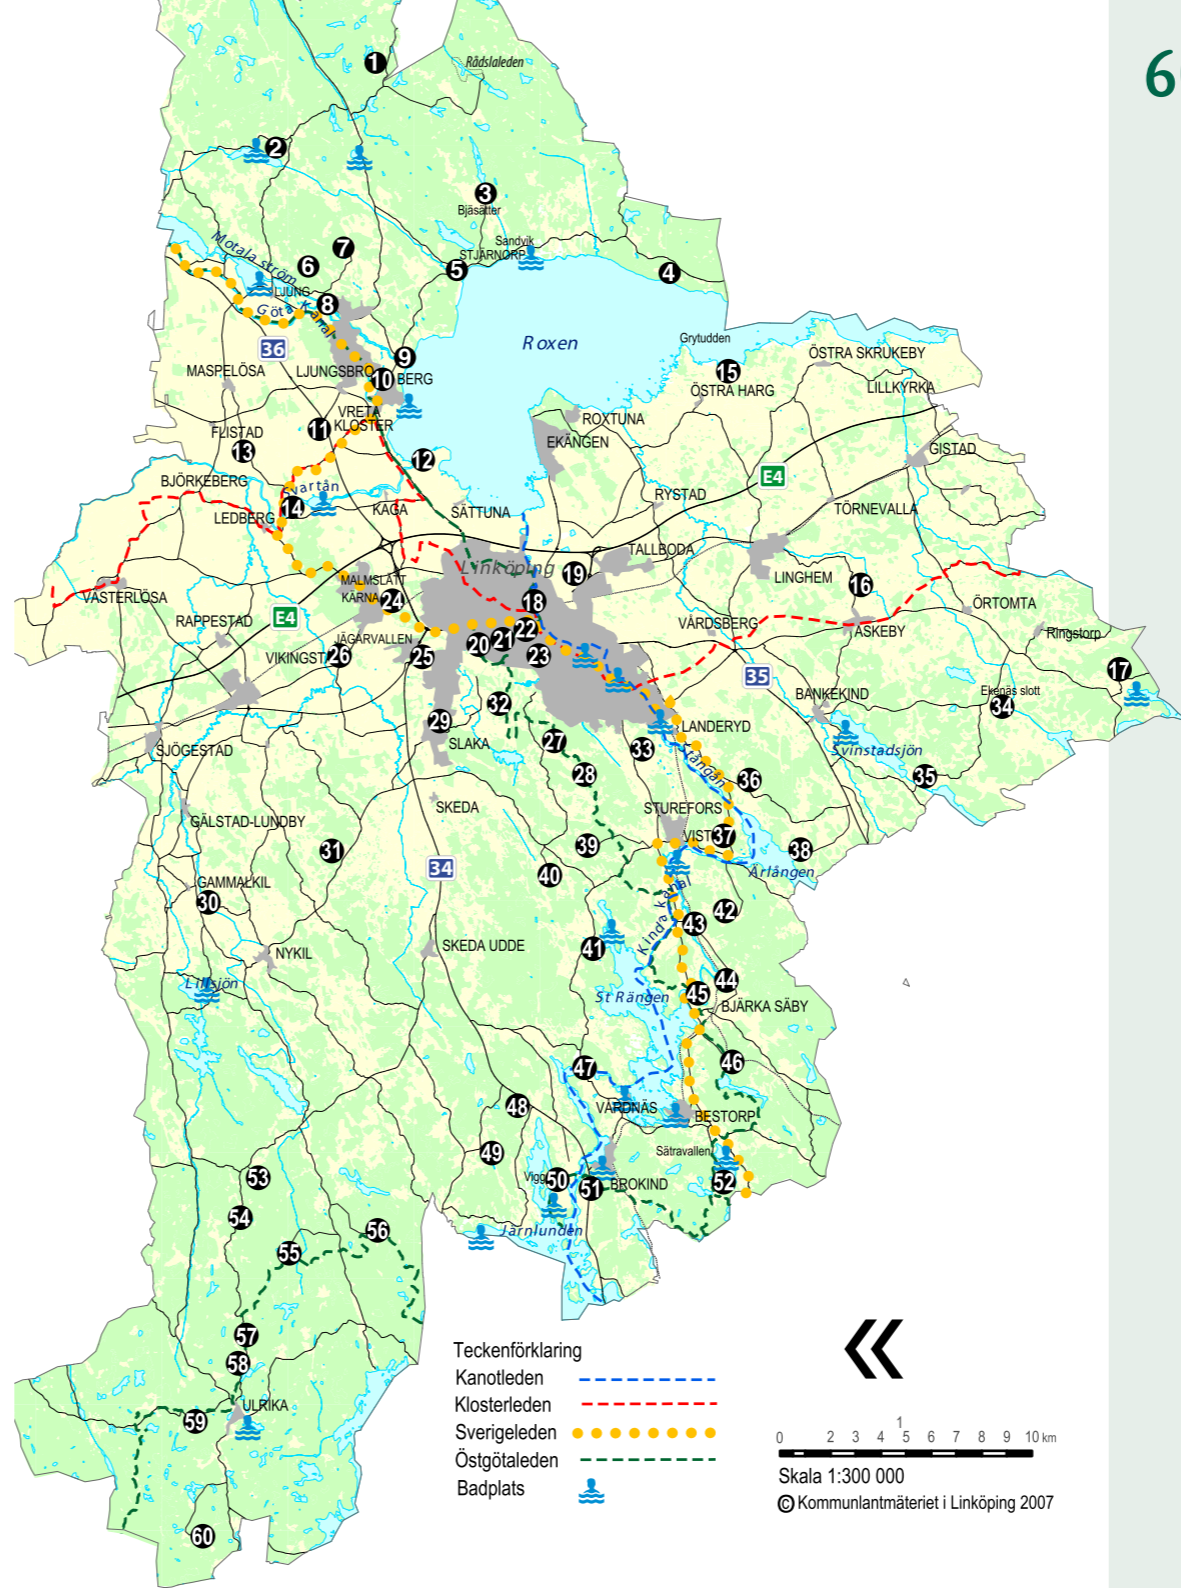 1
Rådslaleden
6
2
3
Bjäsätter
Sandvik
STJÄRNORP
Motala ström
7
6
5
4
LJUNG
Göta Kanal
8
36
Roxen
Grytudden
MASPELÖSA
LJUNGSBRO
9
10
BERG
15
ÖSTRA SKRUKEBY
ÖSTRA HARG
LILLKYRKA
VRETA
KLOSTER
11
ROXTUNA
EKÄNGEN
FLISTAD
13
12
GISTAD
BJÖRKEBERG
Svartån
E4
14
LEDBERG
KAGA
SÄTTUNA
RYSTAD
TÖRNEVALLA
Linköping
TALLBODA
19
LINGHEM
16
VÄSTERLÖSA
MALMSLÄTT
KÄRNA
24
18
ÖRTOMTA
RAPPESTAD
E4
JÄGARVALLEN
20
21
22
VÅRDSBERG
ASKEBY
Ringstorp
VIKINGSTAD
26
25
23
35
17
32
29
BANKEKIND
Ekenäs slott
34
SJÖGESTAD
SLAKA
27
33
LANDERYD
Svinstadsjön
Stångån
28
36
35
SKEDA
STUREFORS
GÄLSTAD-LUNDBY
31
39
VIST
37
38
34
40
Ärlången
GAMMALKIL
30
Kinda kanal
42
43
NYKIL
SKEDA UDDE
41
Lillsjön
St Rängen
44
45
BJÄRKA SÄBY
47
46
48
VÅRDNÄS
BESTORP
49
Sätravallen
53
50
51
BROKIND
52
54
56
55
Järnlunden
57
58
ULRIKA
59
60
Teckenförklaring
Kanotleden
Klosterleden
Sverigeleden
Östgötaleden
Badplats
1
0 2 3 4 5 6 7 8 9 10 km
Skala 1:300 000
© Kommunlantmäteriet i Linköping 2007